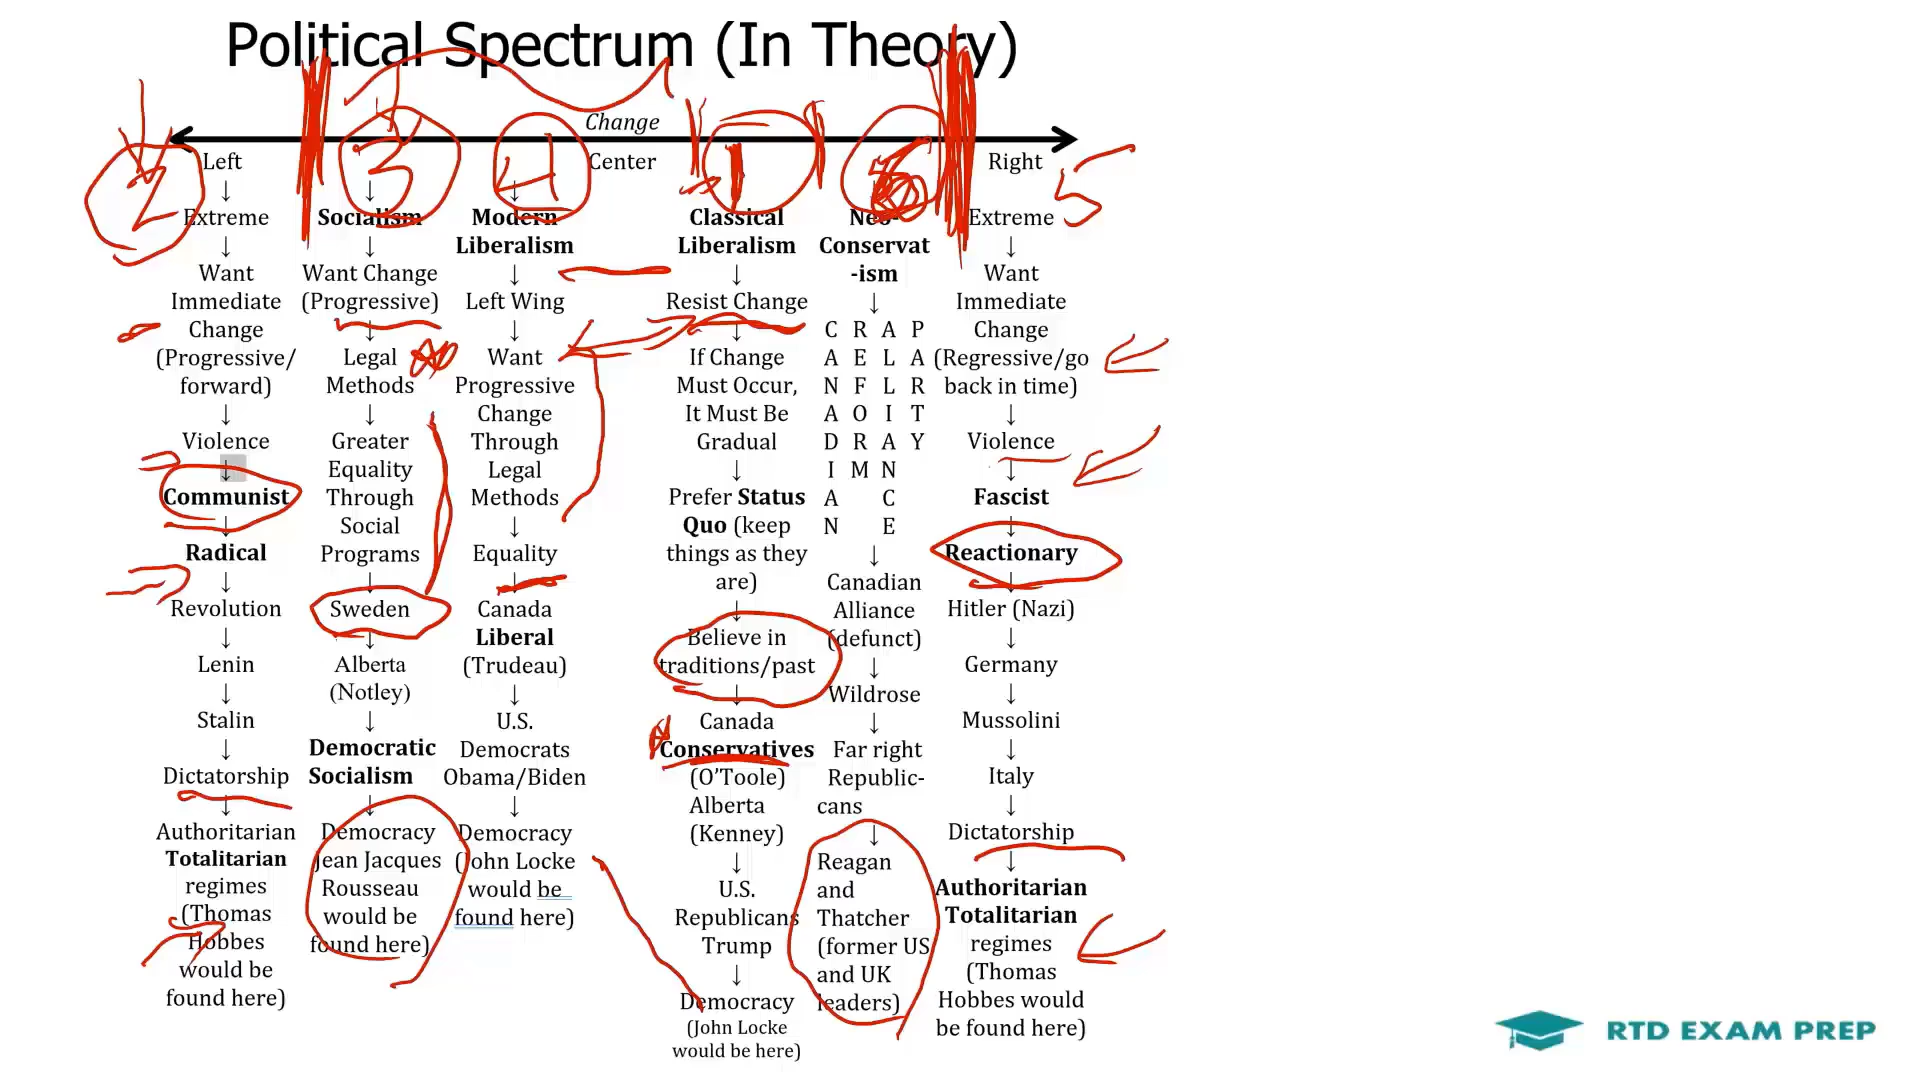 Political Spectrum (In Theory)
Change
Left
Center
Right
2
3
4
1
5
Extreme
↓
Want
Immediate
Change
(Progressive/
forward)
↓
Violence
↓
Communist
↓
Radical
↓
Revolution
↓
Lenin
↓
Stalin
↓
Dictatorship
↓
Authoritarian
Totalitarian
regimes
(Thomas
Hobbes
would be
found here)
Socialism
↓
Want Change
(Progressive)
↓
Legal
Methods
↓
Greater
Equality
Through
Social
Programs
↓
Sweden
↓
Alberta
(Notley)
↓
Democratic
Socialism
↓
Democracy
Jean Jacques
Rousseau
would be
found here)
Modern
Liberalism
↓
Left Wing
↓
Want
Progressive
Change
Through
Legal
Methods
↓
Equality
↓
Canada
Liberal
(Trudeau)
↓
U.S.
Democrats
Obama/Biden
↓
Democracy
(John Locke
would be
found here)
Classical
Liberalism
↓
Resist Change
↓
If Change
Must Occur,
It Must Be
Gradual
↓
Prefer Status
Quo (keep
things as they
are)
↓
Believe in
traditions/past
↓
Canada
Conservatives
(O’Toole)
Alberta
(Kenney)
↓
U.S.
Republicans
Trump
↓
Democracy
(John Locke
would be here)
Neo-
Conservat
-ism
↓
C R A P
A E L A
N F L R
A O I T
D R A Y
I M N
A C
N E
↓
Canadian
Alliance
(defunct)
↓
Wildrose
↓
Far right
Republic-
cans
↓
Reagan
and
Thatcher
(former US
and UK
leaders)
Extreme
↓
Want
Immediate
Change
(Regressive/go
back in time)
↓
Violence
↓
Fascist
↓
Reactionary
↓
Hitler (Nazi)
↓
Germany
↓
Mussolini
↓
Italy
↓
Dictatorship
↓
Authoritarian
Totalitarian
regimes
(Thomas
Hobbes would
be found here)
RTD EXAM PREP